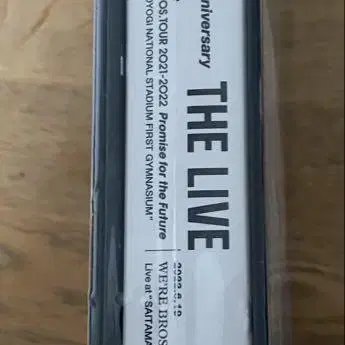 nniversary
THE LIVE
OS.TOUR 2021-2022 Promise for the Future
OYOGI NATIONAL STADIUM FIRST GYMNASIUM"
WE'RE BROS
Live at "SAITAMA